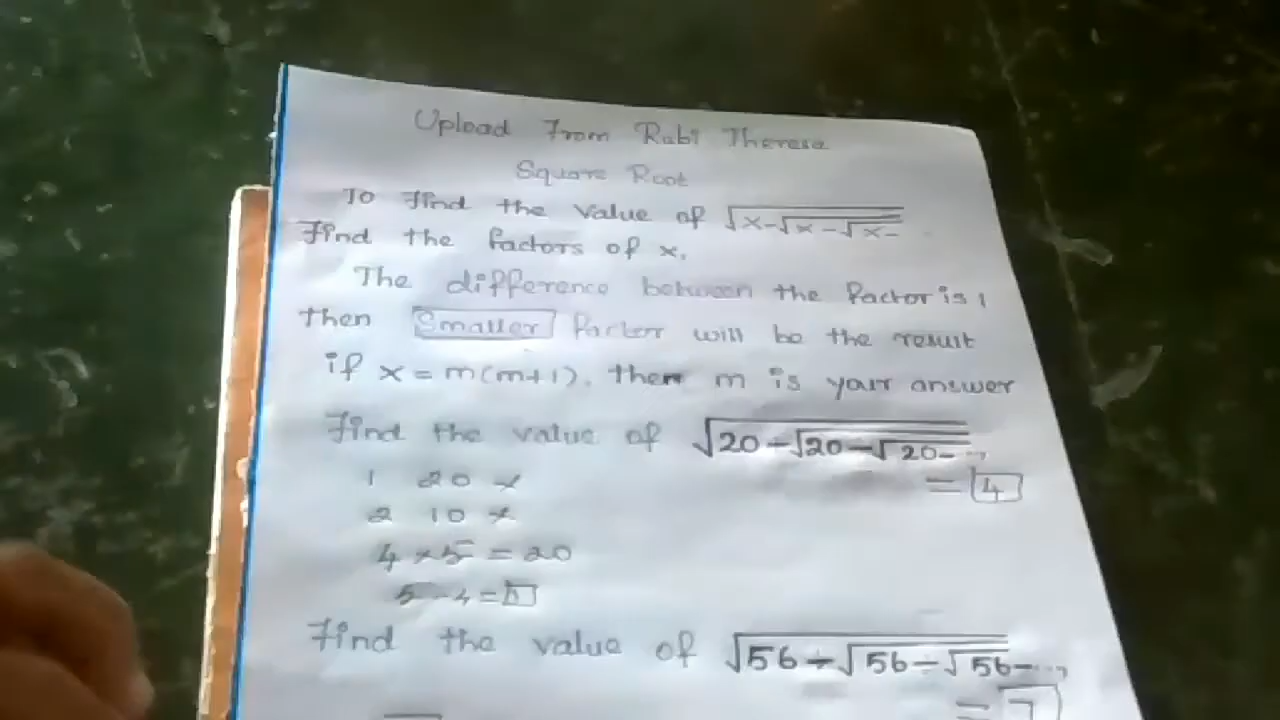 Upload From Rubi Theresa
Square Root
To Find the value of √x-√x-√x-
Find the factors of x.
The difference between the factor is 1
then Smaller factor will be the result
if x = m(m+1), then m is your answer
Find the value of √20-√20-√20-...
= 4
1 20 x
2 10 x
4 x 5 = 20
5 - 4 = 1
Find the value of √56-√56-√56-...,
= 7